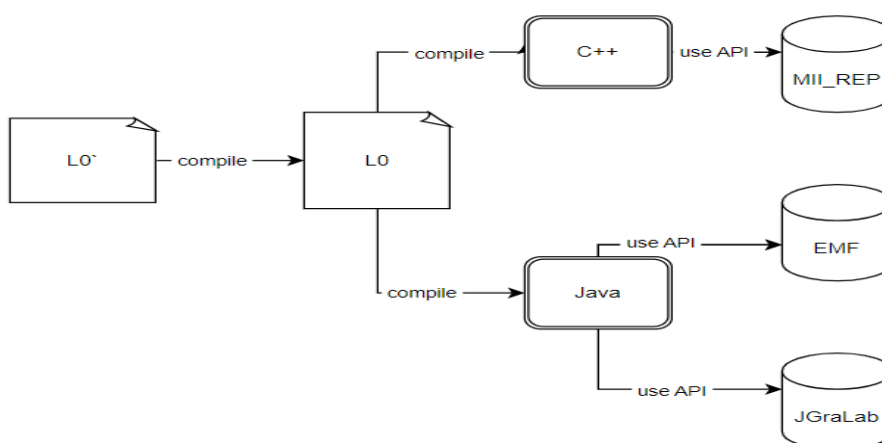 C++
compile
use API
MII_REP
L0`
compile
L0
use API
EMF
compile
Java
use API
JGraLab